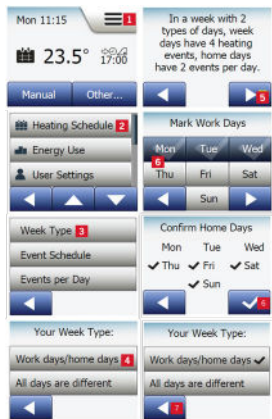 Mon 11:15
1
23.5°
17:00
Manual
Other...
In a week with 2
types of days, week
days have 4 heating
events, home days
have 2 events per day.
5
Heating Schedule 2
Energy Use
User Settings
Mark Work Days
Mon Tue Wed
6
Thu Fri Sat
Sun
Week Type 3
Event Schedule
Events per Day
Confirm Home Days
Mon Tue Wed
Thu Fri Sat
Sun
6
Your Week Type:
Work days/home days 4
All days are different
Your Week Type:
Work days/home days
All days are different
7